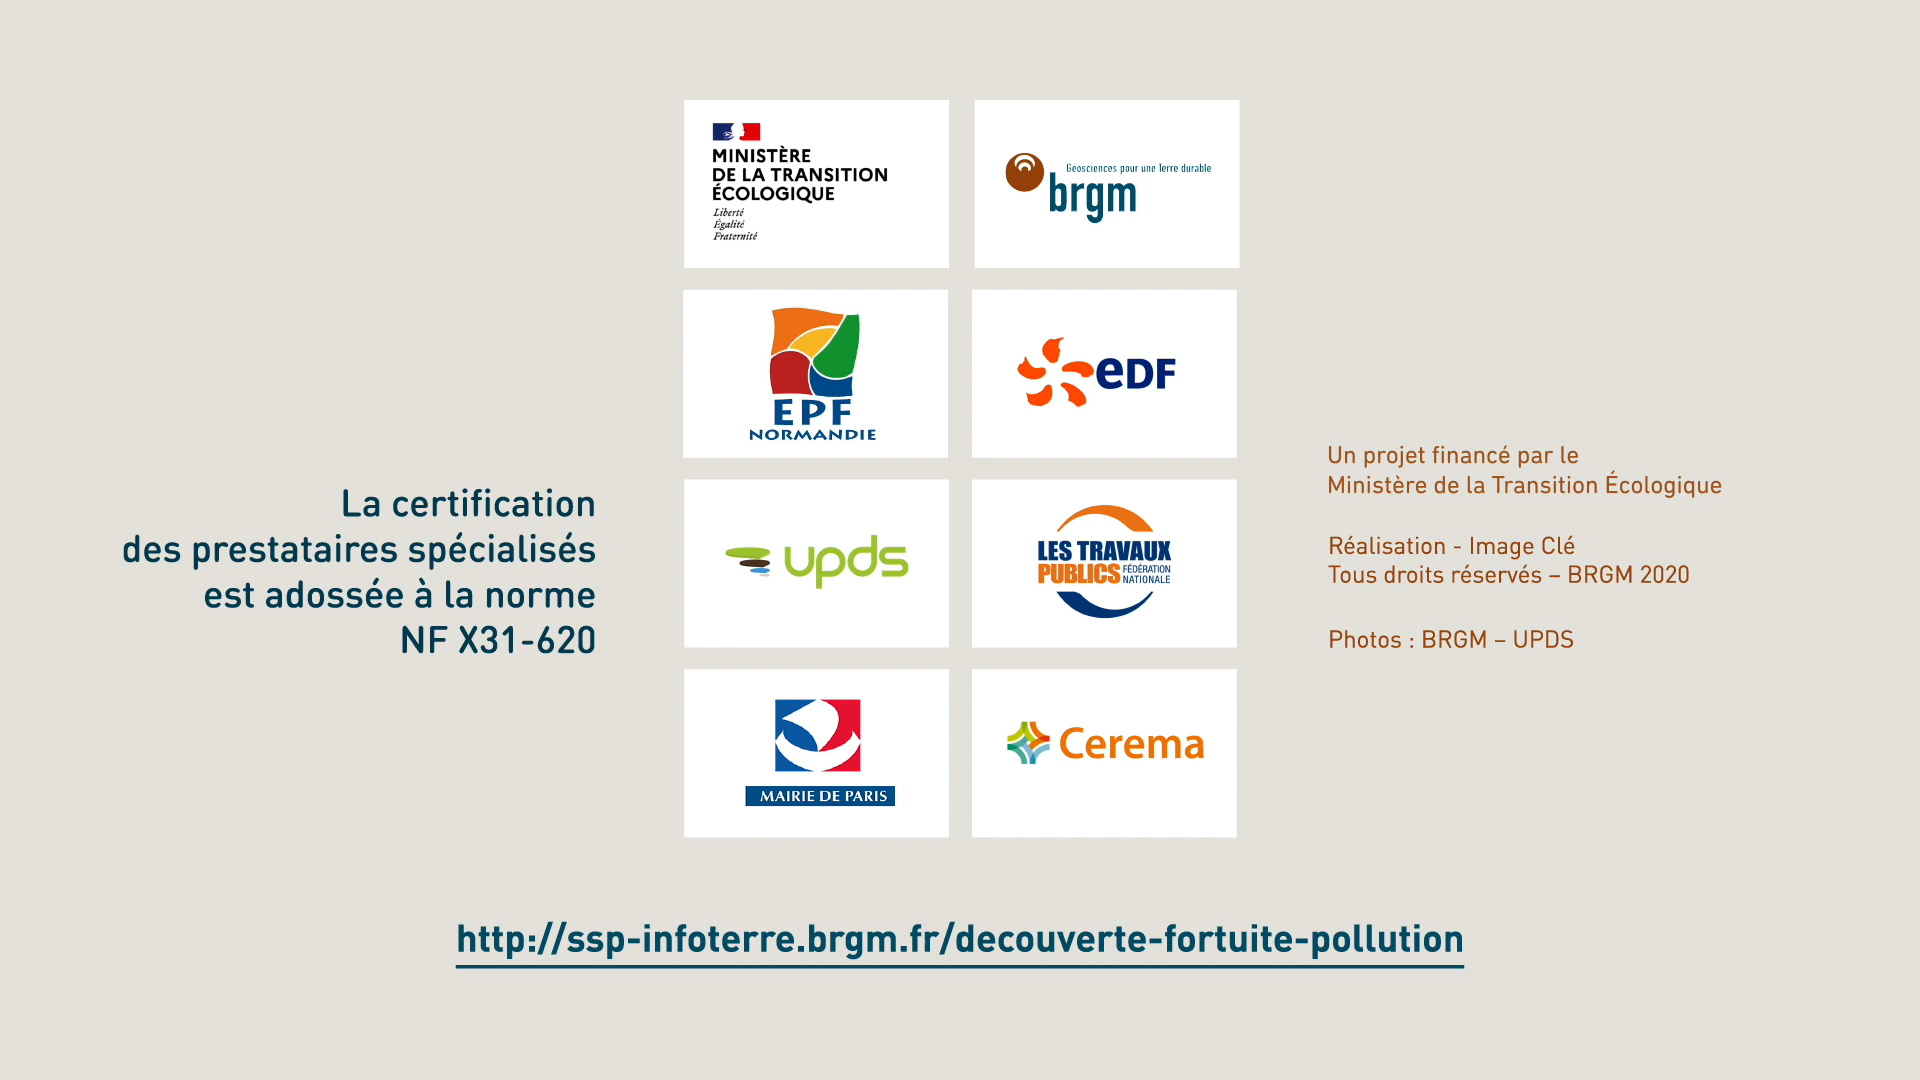 La certification
des prestataires spécialisés
est adossée à la norme
NF X31-620
MINISTÈRE
DE LA TRANSITION
ÉCOLOGIQUE
Liberté
Égalité
Fraternité
Géosciences pour une Terre durable
brgm
EPF
NORMANDIE
eDF
upds
LES TRAVAUX
PUBLICS FÉDÉRATION
NATIONALE
MAIRIE DE PARIS
Cerema
Un projet financé par le
Ministère de la Transition Écologique
Réalisation - Image Clé
Tous droits réservés – BRGM 2020
Photos : BRGM – UPDS
http://ssp-infoterre.brgm.fr/decouverte-fortuite-pollution